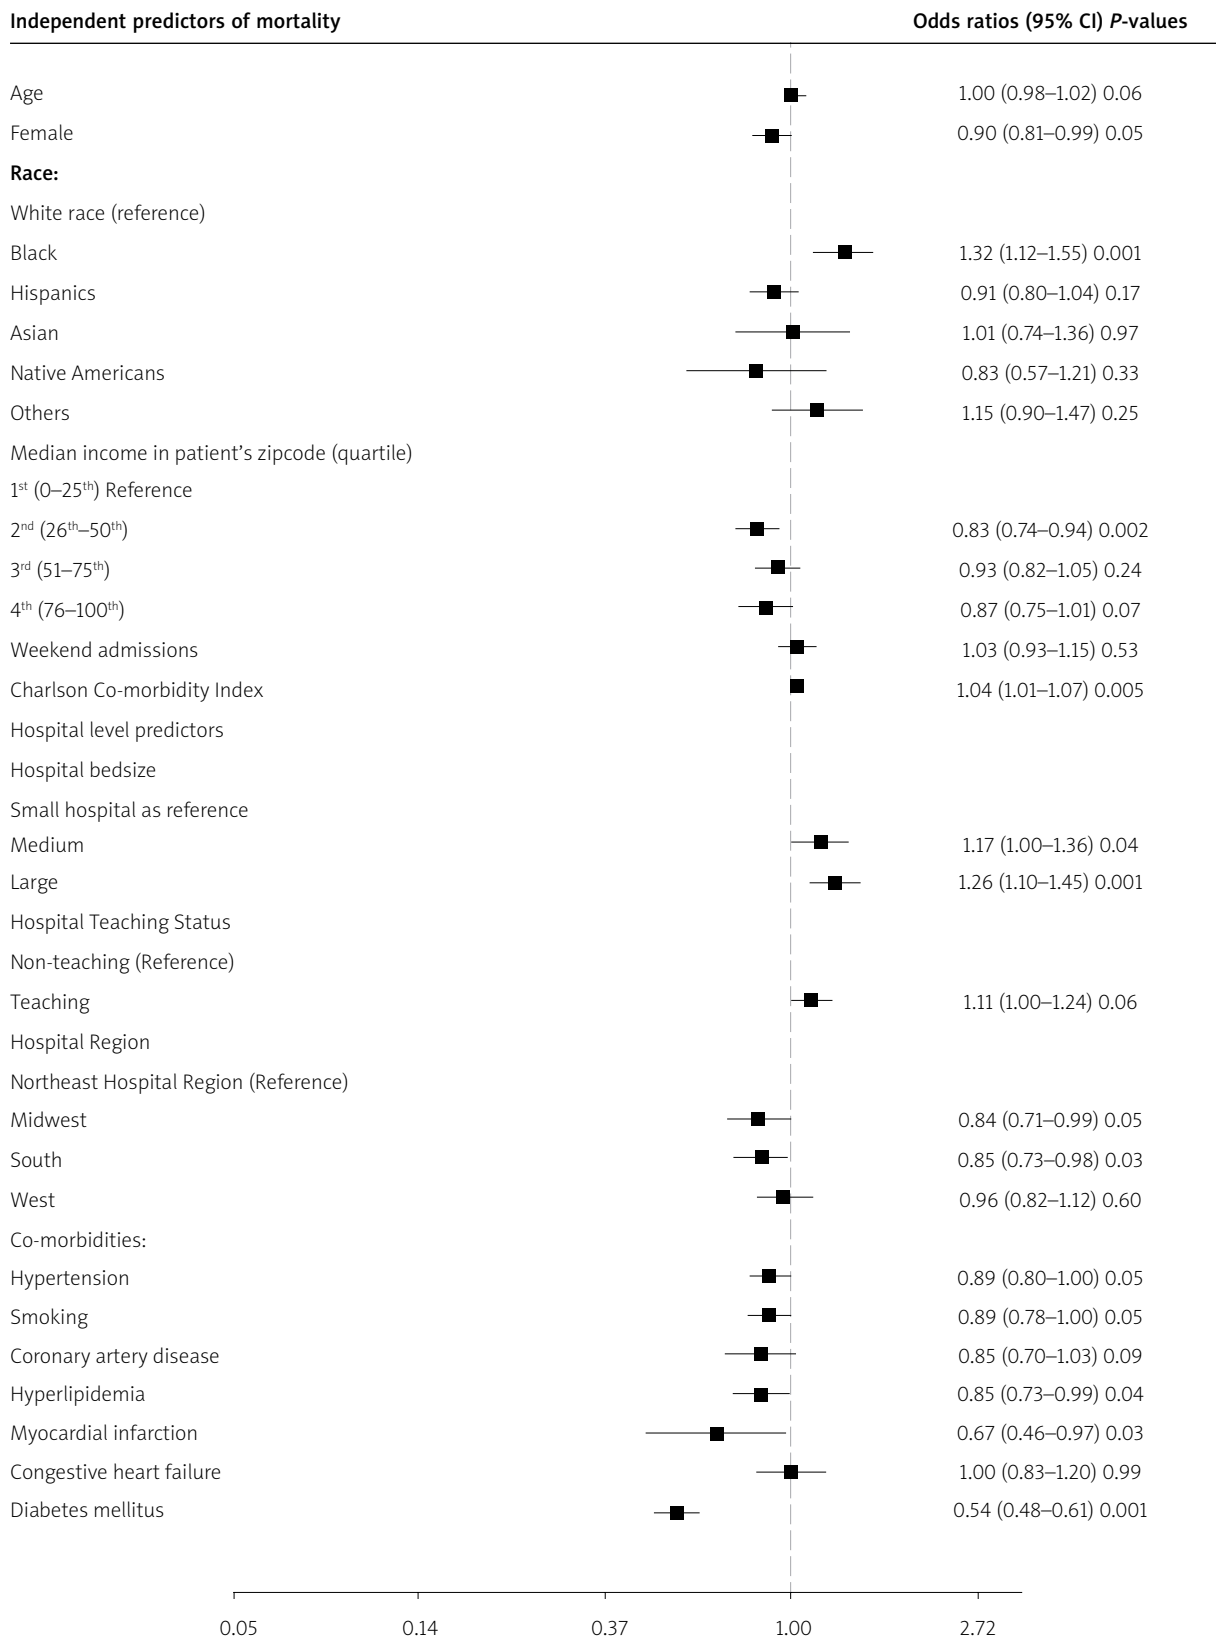 Independent predictors of mortality Odds ratios (95% CI) P-values
Age 1.00 (0.98–1.02) 0.06
Female 0.90 (0.81–0.99) 0.05
Race:
White race (reference)
Black 1.32 (1.12–1.55) 0.001
Hispanics 0.91 (0.80–1.04) 0.17
Asian 1.01 (0.74–1.36) 0.97
Native Americans 0.83 (0.57–1.21) 0.33
Others 1.15 (0.90–1.47) 0.25
Median income in patient’s zipcode (quartile)
1st (0–25th) Reference
2nd (26th–50th) 0.83 (0.74–0.94) 0.002
3rd (51–75th) 0.93 (0.82–1.05) 0.24
4th (76–100th) 0.87 (0.75–1.01) 0.07
Weekend admissions 1.03 (0.93–1.15) 0.53
Charlson Co-morbidity Index 1.04 (1.01–1.07) 0.005
Hospital level predictors
Hospital bedsize
Small hospital as reference
Medium 1.17 (1.00–1.36) 0.04
Large 1.26 (1.10–1.45) 0.001
Hospital Teaching Status
Non-teaching (Reference)
Teaching 1.11 (1.00–1.24) 0.06
Hospital Region
Northeast Hospital Region (Reference)
Midwest 0.84 (0.71–0.99) 0.05
South 0.85 (0.73–0.98) 0.03
West 0.96 (0.82–1.12) 0.60
Co-morbidities:
Hypertension 0.89 (0.80–1.00) 0.05
Smoking 0.89 (0.78–1.00) 0.05
Coronary artery disease 0.85 (0.70–1.03) 0.09
Hyperlipidemia 0.85 (0.73–0.99) 0.04
Myocardial infarction 0.67 (0.46–0.97) 0.03
Congestive heart failure 1.00 (0.83–1.20) 0.99
Diabetes mellitus 0.54 (0.48–0.61) 0.001
0.05 0.14 0.37 1.00 2.72